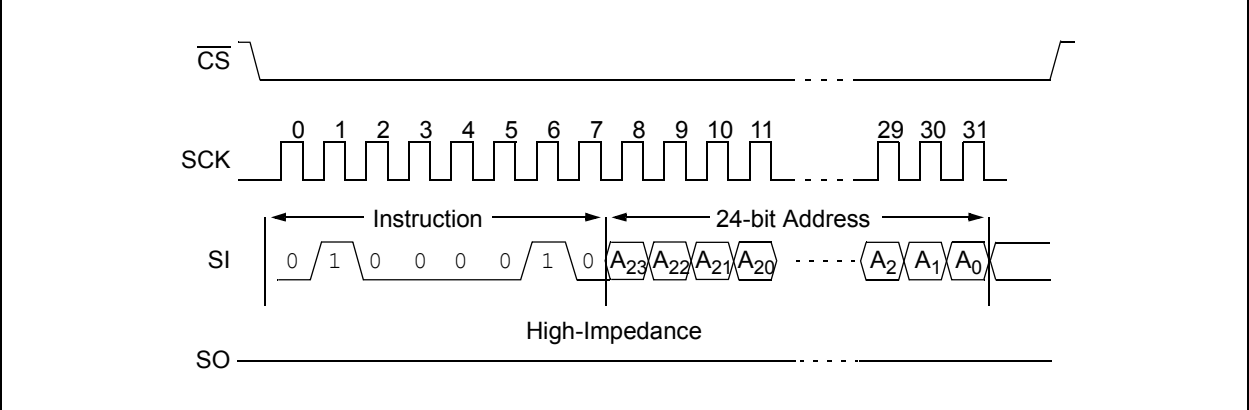 CS
0 1 2 3 4 5 6 7 8 9 10 11 29 30 31
SCK
Instruction 24-bit Address
SI 0 1 0 0 0 0 1 0 A23 A22 A21 A20 A2 A1 A0
High-Impedance
SO